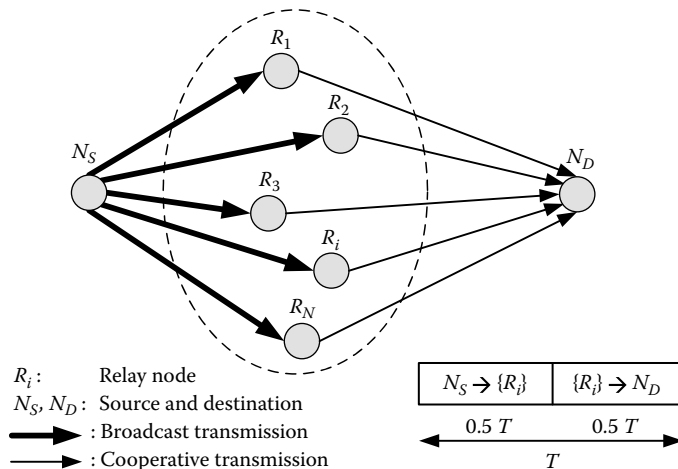 R1
R2
NS
ND
R3
Ri
RN
Ri : Relay node
NS, ND : Source and destination
: Broadcast transmission
: Cooperative transmission
NS → {Ri} {Ri} → ND
0.5 T 0.5 T
T